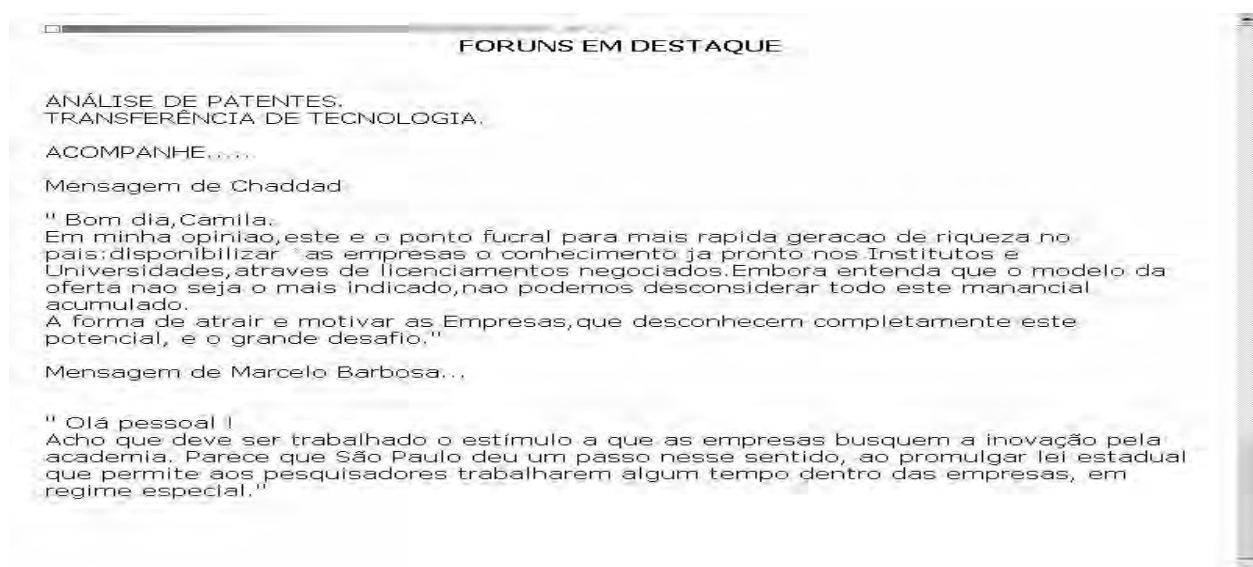 FORUNS EM DESTAQUE
ANÁLISE DE PATENTES.
TRANSFERÊNCIA DE TECNOLOGIA.
ACOMPANHE.....
Mensagem de Chaddad
" Bom dia,Camila.
Em minha opiniao,este e o ponto fucral para mais rapida geracao de riqueza no
pais:disponibilizar `as empresas o conhecimento ja pronto nos Institutos e
Universidades,atraves de licenciamentos negociados.Embora entenda que o modelo da
oferta nao seja o mais indicado,nao podemos desconsiderar todo este manancial
acumulado.
A forma de atrair e motivar as Empresas,que desconhecem completamente este
potencial, e o grande desafio."
Mensagem de Marcelo Barbosa...
" Olá pessoal !
Acho que deve ser trabalhado o estímulo a que as empresas busquem a inovação pela
academia. Parece que São Paulo deu um passo nesse sentido, ao promulgar lei estadual
que permite aos pesquisadores trabalharem algum tempo dentro das empresas, em
regime especial."